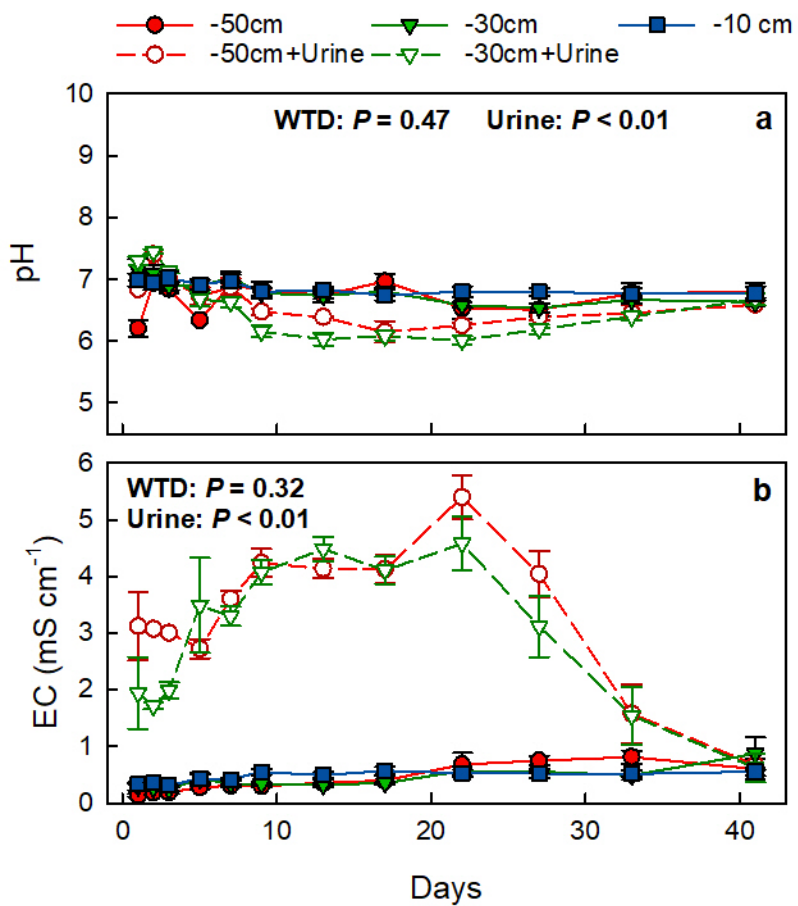 -50cm -30cm -10 cm
-50cm+Urine -30cm+Urine
10
9
8
7
6
5
pH
WTD: P = 0.47 Urine: P < 0.01 a
6
5
4
3
2
1
0
EC (mS cm⁻¹)
WTD: P = 0.32 b
Urine: P < 0.01
0 10 20 30 40
Days